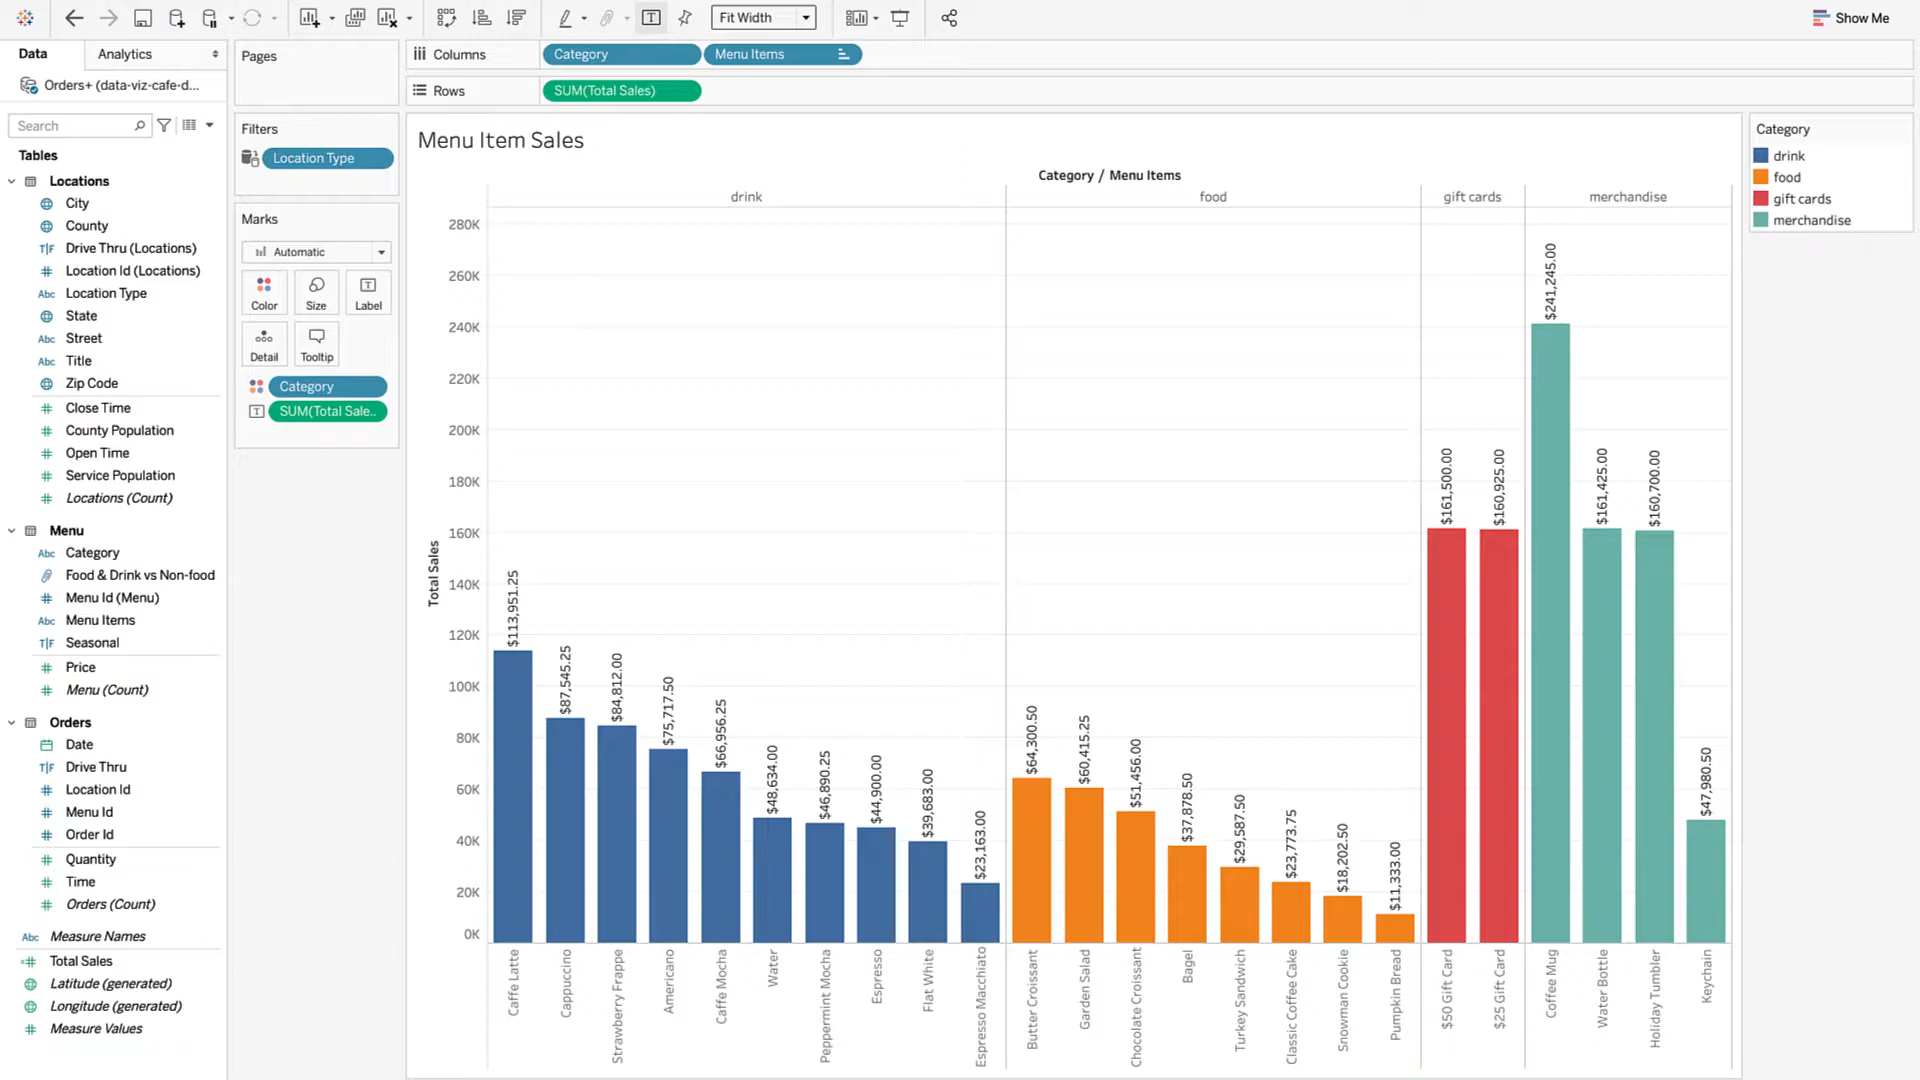 Fit Width
Show Me
Data
Analytics
Orders+ (data-viz-cafe-d...
Search
Tables
Locations
City
County
Drive Thru (Locations)
Location Id (Locations)
Abc Location Type
State
Abc Street
Abc Title
Zip Code
Close Time
County Population
Open Time
Service Population
Locations (Count)
Menu
Abc Category
Food & Drink vs Non-food
Menu Id (Menu)
Abc Menu Items
Seasonal
Price
Menu (Count)
Orders
Date
Drive Thru
Location Id
Menu Id
Order Id
Quantity
Time
Orders (Count)
Abc Measure Names
Total Sales
Latitude (generated)
Longitude (generated)
Measure Values
Pages
Filters
Location Type
Marks
Automatic
Color
Size
Label
Detail
Tooltip
Category
SUM(Total Sale..
Columns
Category
Menu Items
Rows
SUM(Total Sales)
Menu Item Sales
Category / Menu Items
drink
food
gift cards
merchandise
Total Sales
280K
260K
240K
220K
200K
180K
160K
140K
120K
100K
80K
60K
40K
20K
0K
$113,951.25
$87,545.25
$84,812.00
$75,717.50
$66,956.25
$48,634.00
$46,890.25
$44,900.00
$39,683.00
$23,163.00
$64,300.50
$60,415.25
$51,456.00
$37,878.50
$29,587.50
$23,773.75
$18,202.50
$11,333.00
$161,500.00
$160,925.00
$241,245.00
$161,425.00
$160,700.00
$47,980.50
Caffe Latte
Cappuccino
Strawberry Frappe
Americano
Caffe Mocha
Water
Peppermint Mocha
Espresso
Flat White
Espresso Macchiato
Butter Croissant
Garden Salad
Chocolate Croissant
Bagel
Turkey Sandwich
Classic Coffee Cake
Snowman Cookie
Pumpkin Bread
$50 Gift Card
$25 Gift Card
Coffee Mug
Water Bottle
Holiday Tumbler
Keychain
Category
drink
food
gift cards
merchandise